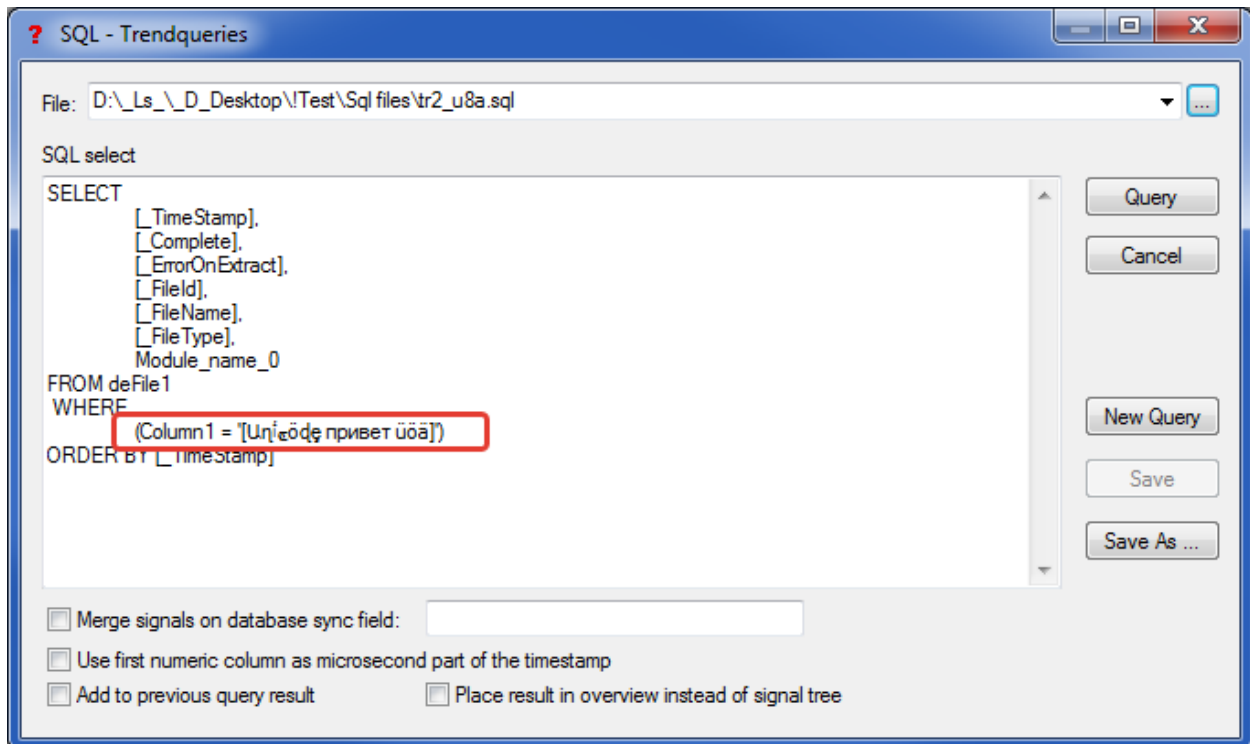 ? SQL - Trendqueries
File: D:\_Ls_\_D_Desktop\!Test\Sql files\tr2_u8a.sql
...
SQL select
SELECT
[_TimeStamp],
[_Complete],
[_ErrorOnExtract],
[_FileId],
[_FileName],
[_FileType],
Module_name_0
FROM deFile1
WHERE
(Column1 = '[ привет üöä]')
ORDER BY [_TimeStamp]
Query
Cancel
New Query
Save
Save As ...
Merge signals on database sync field:
Use first numeric column as microsecond part of the timestamp
Add to previous query result
Place result in overview instead of signal tree